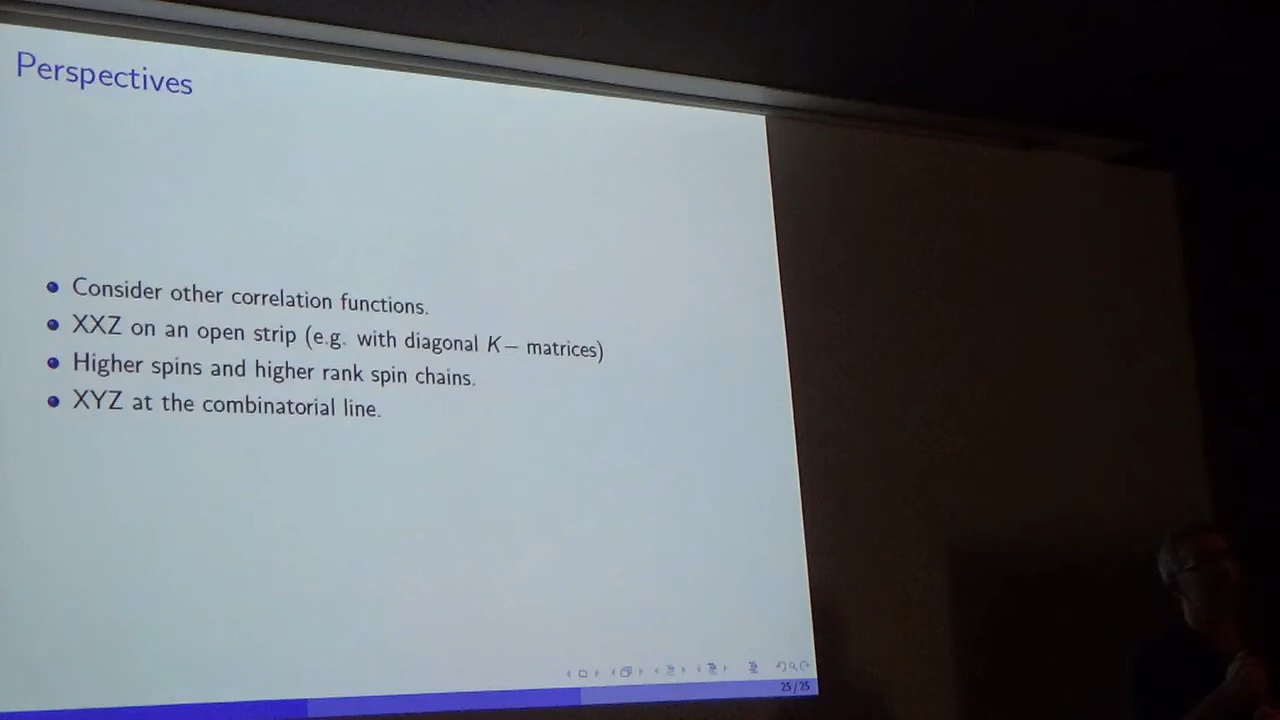 Perspectives
Consider other correlation functions.
XXZ on an open strip (e.g. with diagonal K− matrices)
Higher spins and higher rank spin chains.
XYZ at the combinatorial line.
25/25